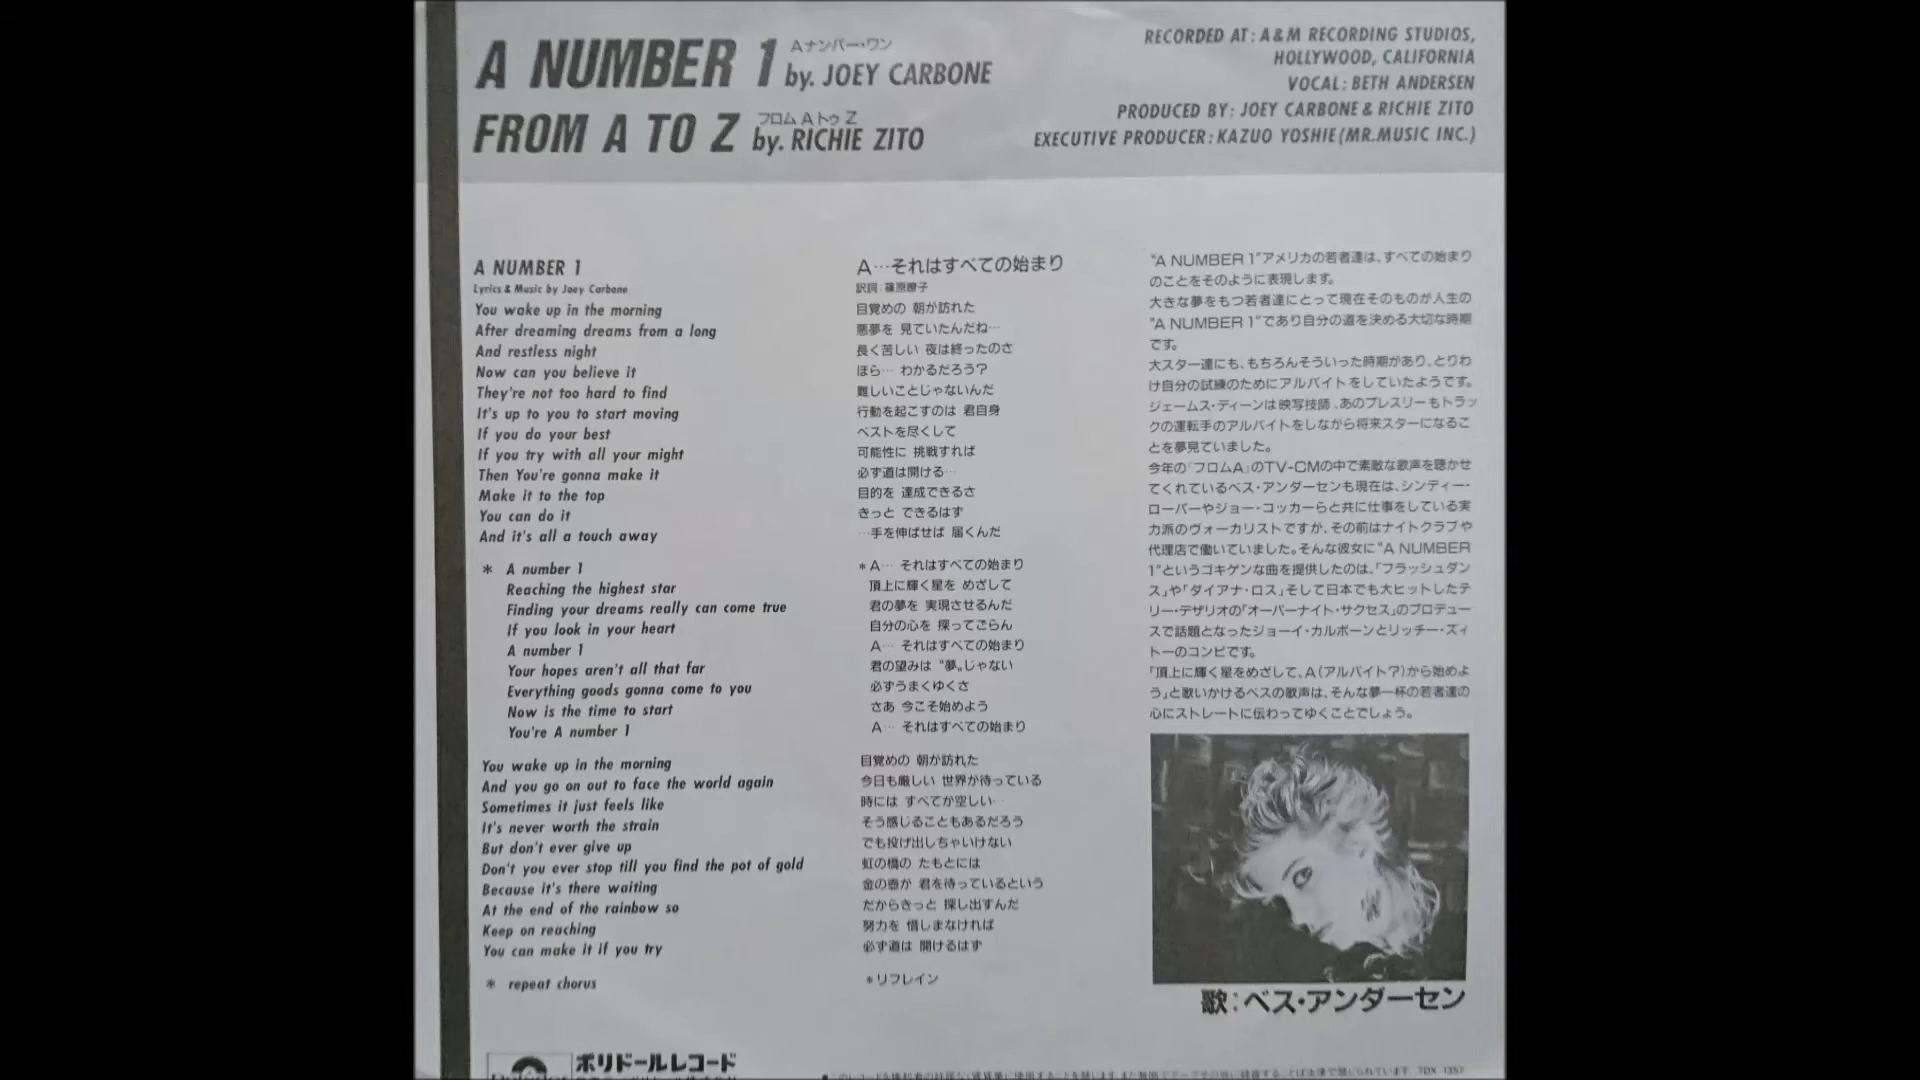 A NUMBER 1 Aナンバー・ワン by. JOEY CARBONE
FROM A TO Z フロム A トゥ Z by. RICHIE ZITO
RECORDED AT: A&M RECORDING STUDIOS,
HOLLYWOOD, CALIFORNIA
VOCAL: BETH ANDERSEN
PRODUCED BY: JOEY CARBONE & RICHIE ZITO
EXECUTIVE PRODUCER: KAZUO YOSHIE (MR.MUSIC INC.)
A NUMBER 1
Lyrics & Music by Joey Carbone
You wake up in the morning
After dreaming dreams from a long
And restless night
Now can you believe it
They're not too hard to find
It's up to you to start moving
If you do your best
If you try with all your might
Then You're gonna make it
Make it to the top
You can do it
And it's all a touch away
* A number 1
Reaching the highest star
Finding your dreams really can come true
If you look in your heart
A number 1
Your hopes aren't all that far
Everything goods gonna come to you
Now is the time to start
You're A number 1
You wake up in the morning
And you go on out to face the world again
Sometimes it just feels like
It's never worth the strain
But don't ever give up
Don't you ever stop till you find the pot of gold
Because it's there waiting
At the end of the rainbow so
Keep on reaching
You can make it if you try
* repeat chorus
A…それはすべての始まり
訳詞:篠原瞭子
目覚めの 朝が訪れた
悪夢を 見ていたんだね…
長く苦しい 夜は終ったのさ
ほら… わかるだろう?
難しいことじゃないんだ
行動を起こすのは 君自身
ベストを尽くして
可能性に 挑戦すれば
必ず道は開ける…
目的を 達成できるさ
きっと できるはず
…手を伸ばせば 届くんだ
*A… それはすべての始まり
頂上に輝く星を めざして
君の夢を 実現させるんだ
自分の心を 探ってごらん
A… それはすべての始まり
君の望みは “夢„じゃない
必ずうまくゆくさ
さあ 今こそ始めよう
A… それはすべての始まり
目覚めの 朝が訪れた
今日も厳しい 世界が待っている
時には すべてが空しい…
そう感じることもあるだろう
でも投げ出しちゃいけない
虹の橋の たもとには
金の壺が 君を待っているという
だからきっと 探し出すんだ
努力を 惜しまなければ
必ず道は 開けるはず
*リフレイン
“A NUMBER 1”アメリカの若者達は、すべての始まり
のことをそのように表現します。
大きな夢をもつ若者達にとって現在そのものが人生の
“A NUMBER 1”であり自分の道を決める大切な時期
です。
大スター達にも、もちろんそういった時期があり、とりわ
け自分の試練のためにアルバイトをしていたようです。
ジェームス・ディーンは映写技師、あのプレスリーもトラッ
クの運転手のアルバイトをしながら将来スターになるこ
とを夢見ていました。
今年の「フロムA」のTV-CMの中で素敵な歌声を聴かせ
てくれているベス・アンダーセンも現在は、シンディー・
ローパーやジョー・コッカーらと共に仕事をしている実
力派のヴォーカリストですが、その前はナイトクラブや
代理店で働いていました。そんな彼女に“A NUMBER
1”というゴキゲンな曲を提供したのは、「フラッシュダン
ス」や「ダイアナ・ロス」そして日本でも大ヒットしたテ
リー・デザリオの「オーバーナイト・サクセス」のプロデュー
スで話題となったジョーイ・カルボーンとリッチー・ズィ
トーのコンビです。
「頂上に輝く星をめざして、A(アルバイト?)から始めよ
う」と歌いかけるベスの歌声は、そんな夢一杯の若者達の
心にストレートに伝わってゆくことでしょう。
歌:ベス・アンダーセン
ポリドールレコード